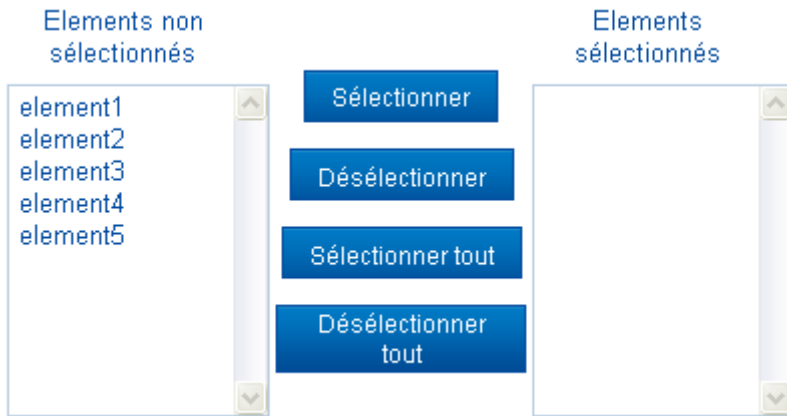 Elements non
sélectionnés
element1
element2
element3
element4
element5
Sélectionner
Désélectionner
Sélectionner tout
Désélectionner
tout
Elements
sélectionnés